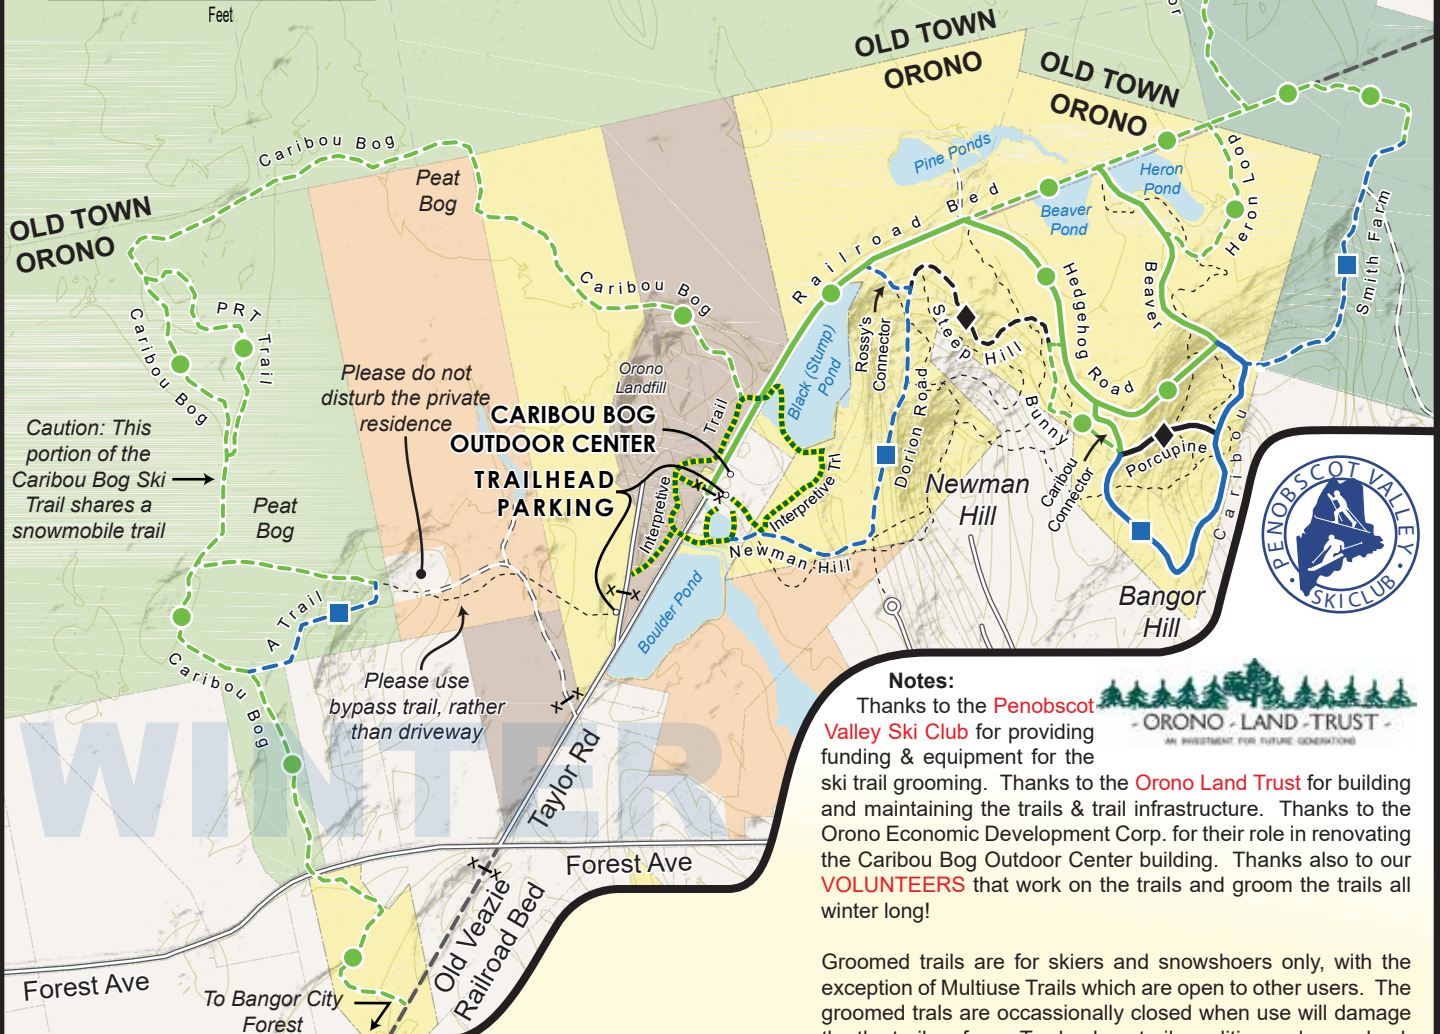 Feet
OLD TOWN
ORONO
OLD TOWN
ORONO
Caribou Bog
Peat
Bog
Pine Ponds
Heron
Pond
Beaver
Pond
Heron Loop
Railroad Bed
OLD TOWN
ORONO
Smith Farm
Caribou Bog
PRT Trail
Caribou Bog
Hedgehog Road
Beaver
Steep Hill
Rossy's
Connector
Black (Stump)
Pond
Orono
Landfill
Please do not
disturb the private
residence
CARIBOU BOG
OUTDOOR CENTER
TRAILHEAD
PARKING
Trail
Dorion Road
Bunny
Porcupine
Caribou
Caribou
Connector
Caution: This
portion of the
Caribou Bog Ski
Trail shares a
snowmobile trail
Peat
Bog
Interpretive
Interpretive Trl
Newman
Hill
Newman Hill
Boulder Pond
Bangor
Hill
PENOBSCOT VALLEY
SKI CLUB
A Trail
Caribou Bog
Please use
bypass trail, rather
than driveway
WINTER
Taylor Rd
Forest Ave
Old Veazie
Railroad Bed
Forest Ave
To Bangor City
Forest
ORONO - LAND - TRUST
AN INVESTMENT FOR FUTURE GENERATIONS
Notes:
Thanks to the Penobscot
Valley Ski Club for providing
funding & equipment for the
ski trail grooming. Thanks to the Orono Land Trust for building
and maintaining the trails & trail infrastructure. Thanks to the
Orono Economic Development Corp. for their role in renovating
the Caribou Bog Outdoor Center building. Thanks also to our
VOLUNTEERS that work on the trails and groom the trails all
winter long!
Groomed trails are for skiers and snowshoers only, with the
exception of Multiuse Trails which are open to other users. The
groomed trals are occassionally closed when use will damage